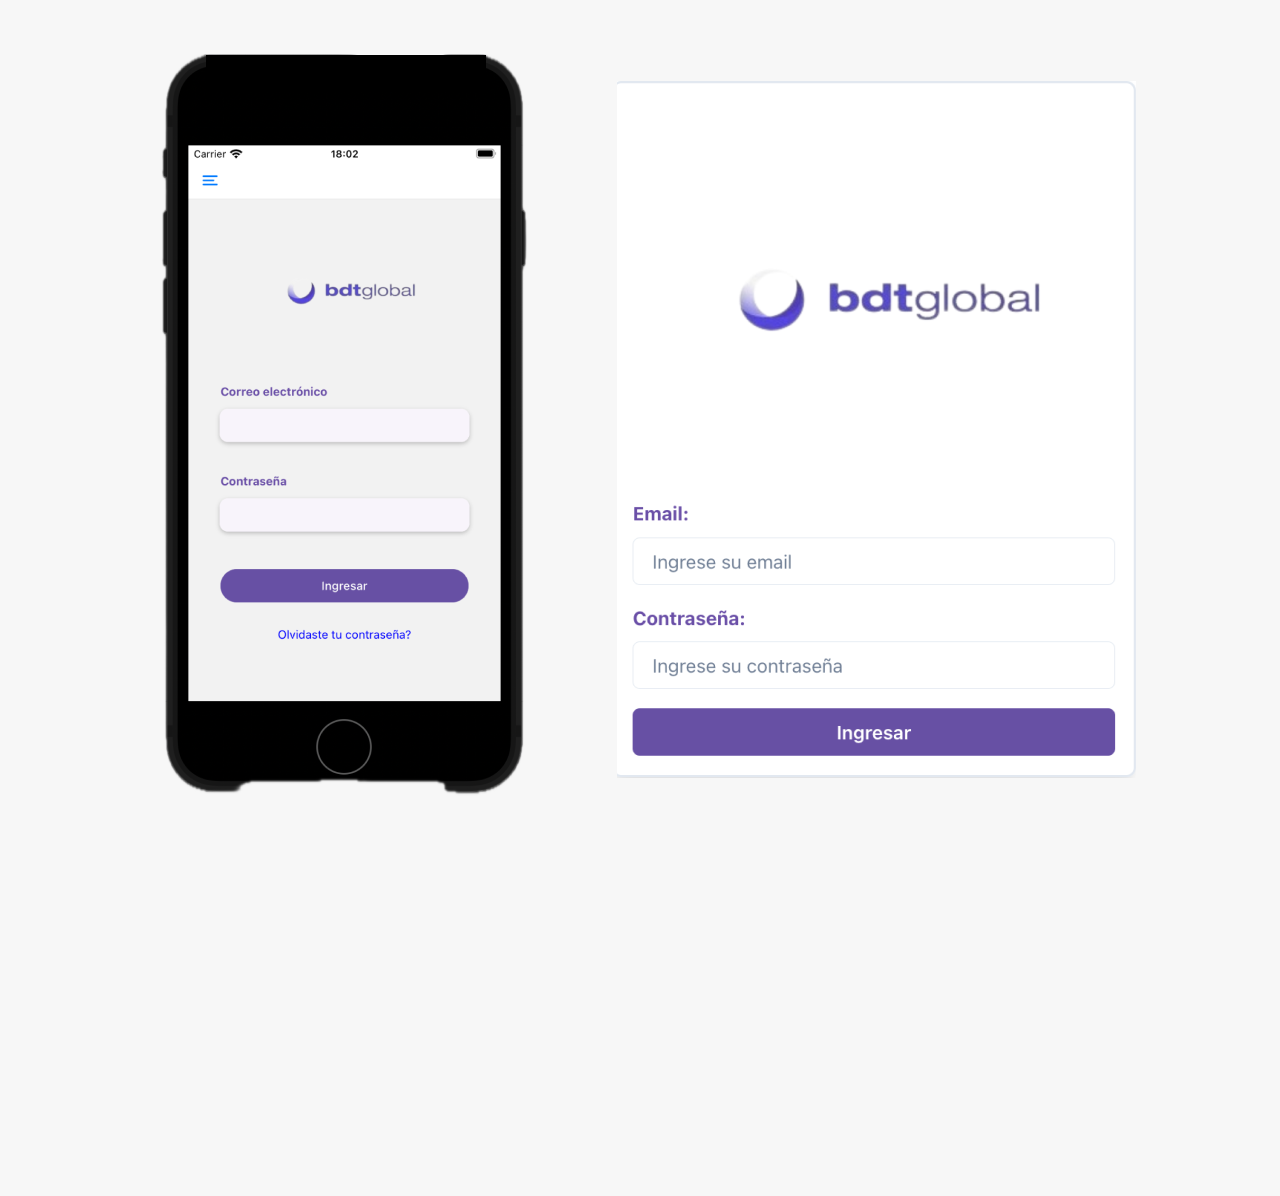 Carrier 18:02
bdtglobal
Correo electrónico
Contraseña
Ingresar
Olvidaste tu contraseña?
bdtglobal
Email:
Ingrese su email
Contraseña:
Ingrese su contraseña
Ingresar